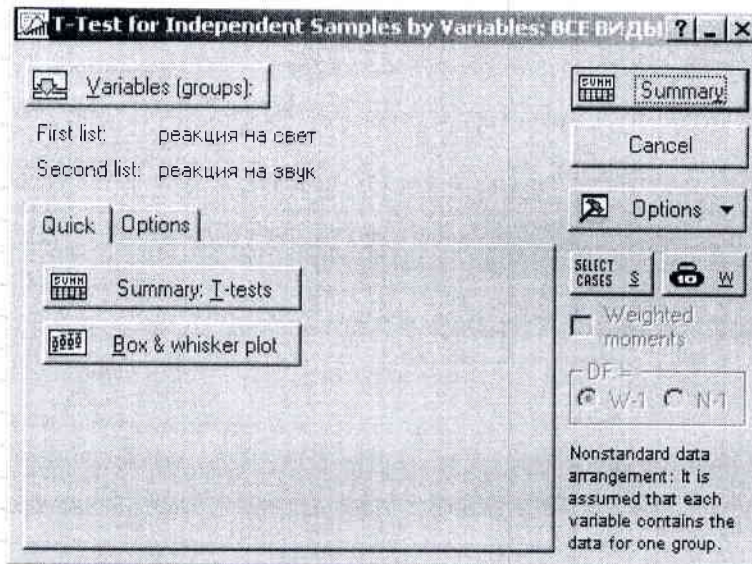 T-Test for Independent Samples by Variables: ВСЕ ВИДЫ
Variables (groups):
First list: реакция на свет
Second list: реакция на звук
Quick
Options
Summary: T-tests
Box & whisker plot
Summary
Cancel
Options
SELECT CASES S
W
Weighted moments
DF =
W-1 N-1
Nonstandard data
arrangement: It is
assumed that each
variable contains the
data for one group.